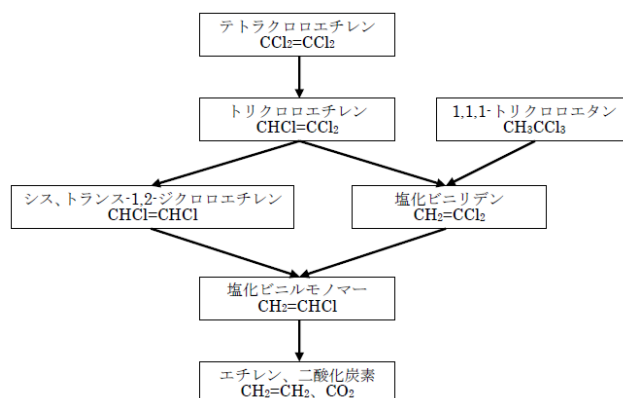 テトラクロロエチレン
CCl₂=CCl₂
トリクロロエチレン
CHCl=CCl₂
1,1,1-トリクロロエタン
CH₃CCl₃
シス、トランス-1,2-ジクロロエチレン
CHCl=CHCl
塩化ビニリデン
CH₂=CCl₂
塩化ビニルモノマー
CH₂=CHCl
エチレン、二酸化炭素
CH₂=CH₂、CO₂